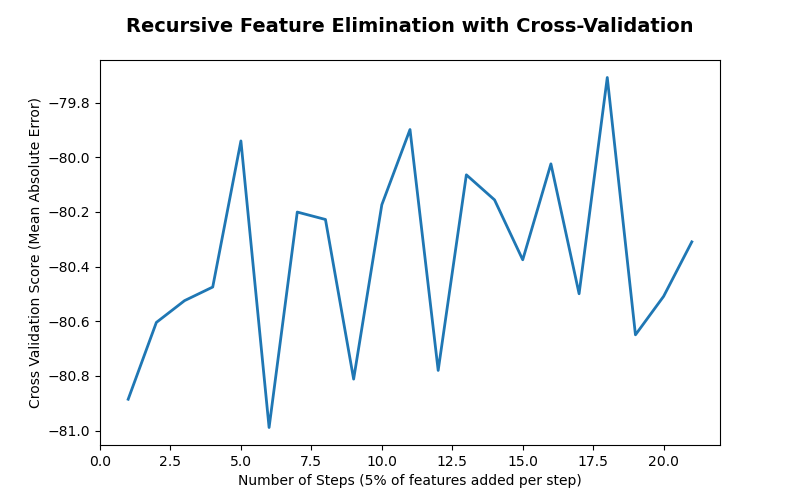 Recursive Feature Elimination with Cross-Validation
Cross Validation Score (Mean Absolute Error)
−79.8
−80.0
−80.2
−80.4
−80.6
−80.8
−81.0
0.0 2.5 5.0 7.5 10.0 12.5 15.0 17.5 20.0
Number of Steps (5% of features added per step)